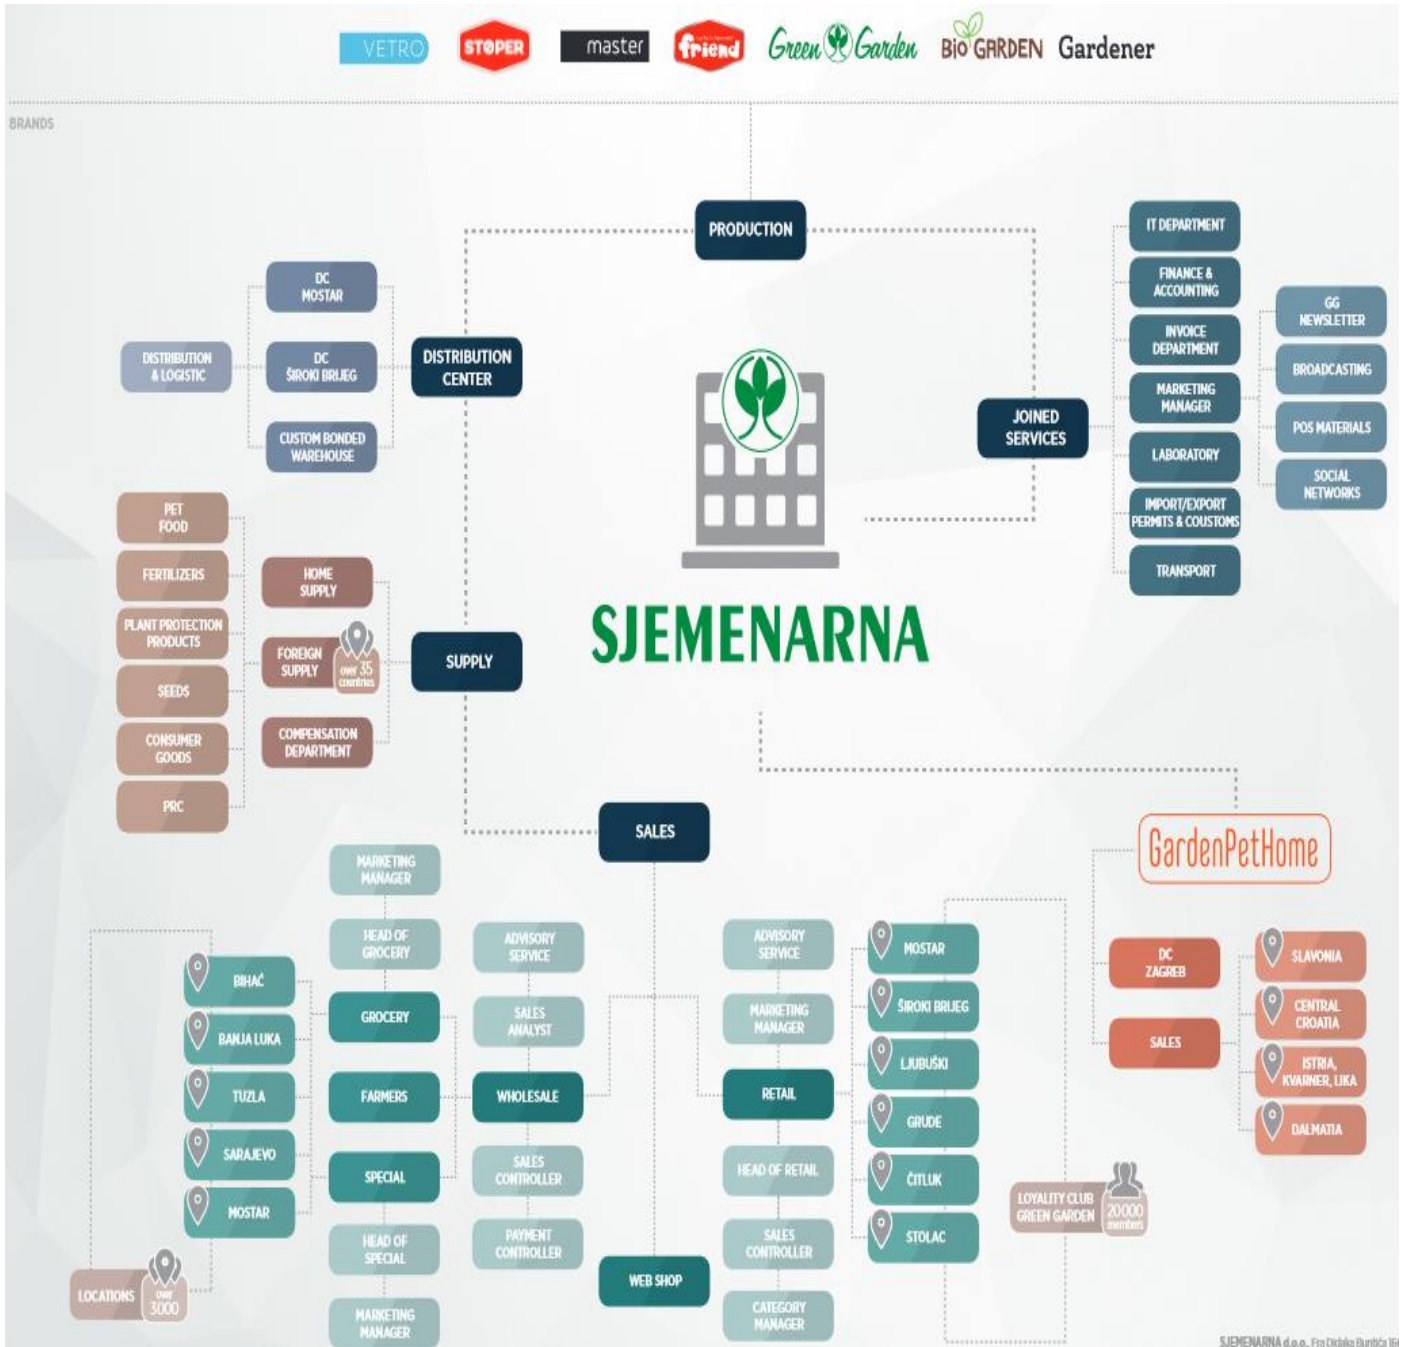 VETRO
STOPER
master
friend
Green Garden
BiO GARDEN
Gardener
BRANDS
PRODUCTION
DC
MOSTAR
DISTRIBUTION
& LOGISTIC
DC
ŠIROKI BRIJEG
CUSTOM BONDED
WAREHOUSE
DISTRIBUTION
CENTER
IT DEPARTMENT
FINANCE &
ACCOUNTING
INVOICE
DEPARTMENT
MARKETING
MANAGER
LABORATORY
IMPORT/EXPORT
PERMITS & COUSTOMS
TRANSPORT
JOINED
SERVICES
GG
NEWSLETTER
BROADCASTING
POS MATERIALS
SOCIAL
NETWORKS
PET
FOOD
FERTILIZERS
PLANT PROTECTION
PRODUCTS
SEEDS
CONSUMER
GOODS
PRC
HOME
SUPPLY
FOREIGN
SUPPLY
over 35
countries
COMPENSATION
DEPARTMENT
SUPPLY
SJEMENARNA
SALES
MARKETING
MANAGER
HEAD OF
GROCERY
GROCERY
FARMERS
SPECIAL
HEAD OF
SPECIAL
MARKETING
MANAGER
BIHAĆ
BANJA LUKA
TUZLA
SARAJEVO
MOSTAR
LOCATIONS
over
3000
ADVISORY
SERVICE
SALES
ANALYST
WHOLESALE
SALES
CONTROLLER
PAYMENT
CONTROLLER
WEB SHOP
ADVISORY
SERVICE
MARKETING
MANAGER
RETAIL
HEAD OF RETAIL
SALES
CONTROLLER
CATEGORY
MANAGER
MOSTAR
ŠIROKI BRIJEG
LJUBUŠKI
GRUDE
ČITLUK
STOLAC
LOYALITY CLUB
GREEN GARDEN
20000
members
GardenPetHome
DC
ZAGREB
SALES
SLAVONIA
CENTRAL
CROATIA
ISTRIA,
KVARNER, LIKA
DALMATIA
SJEMENARNA d.o.o. Fra Didaka Buntića